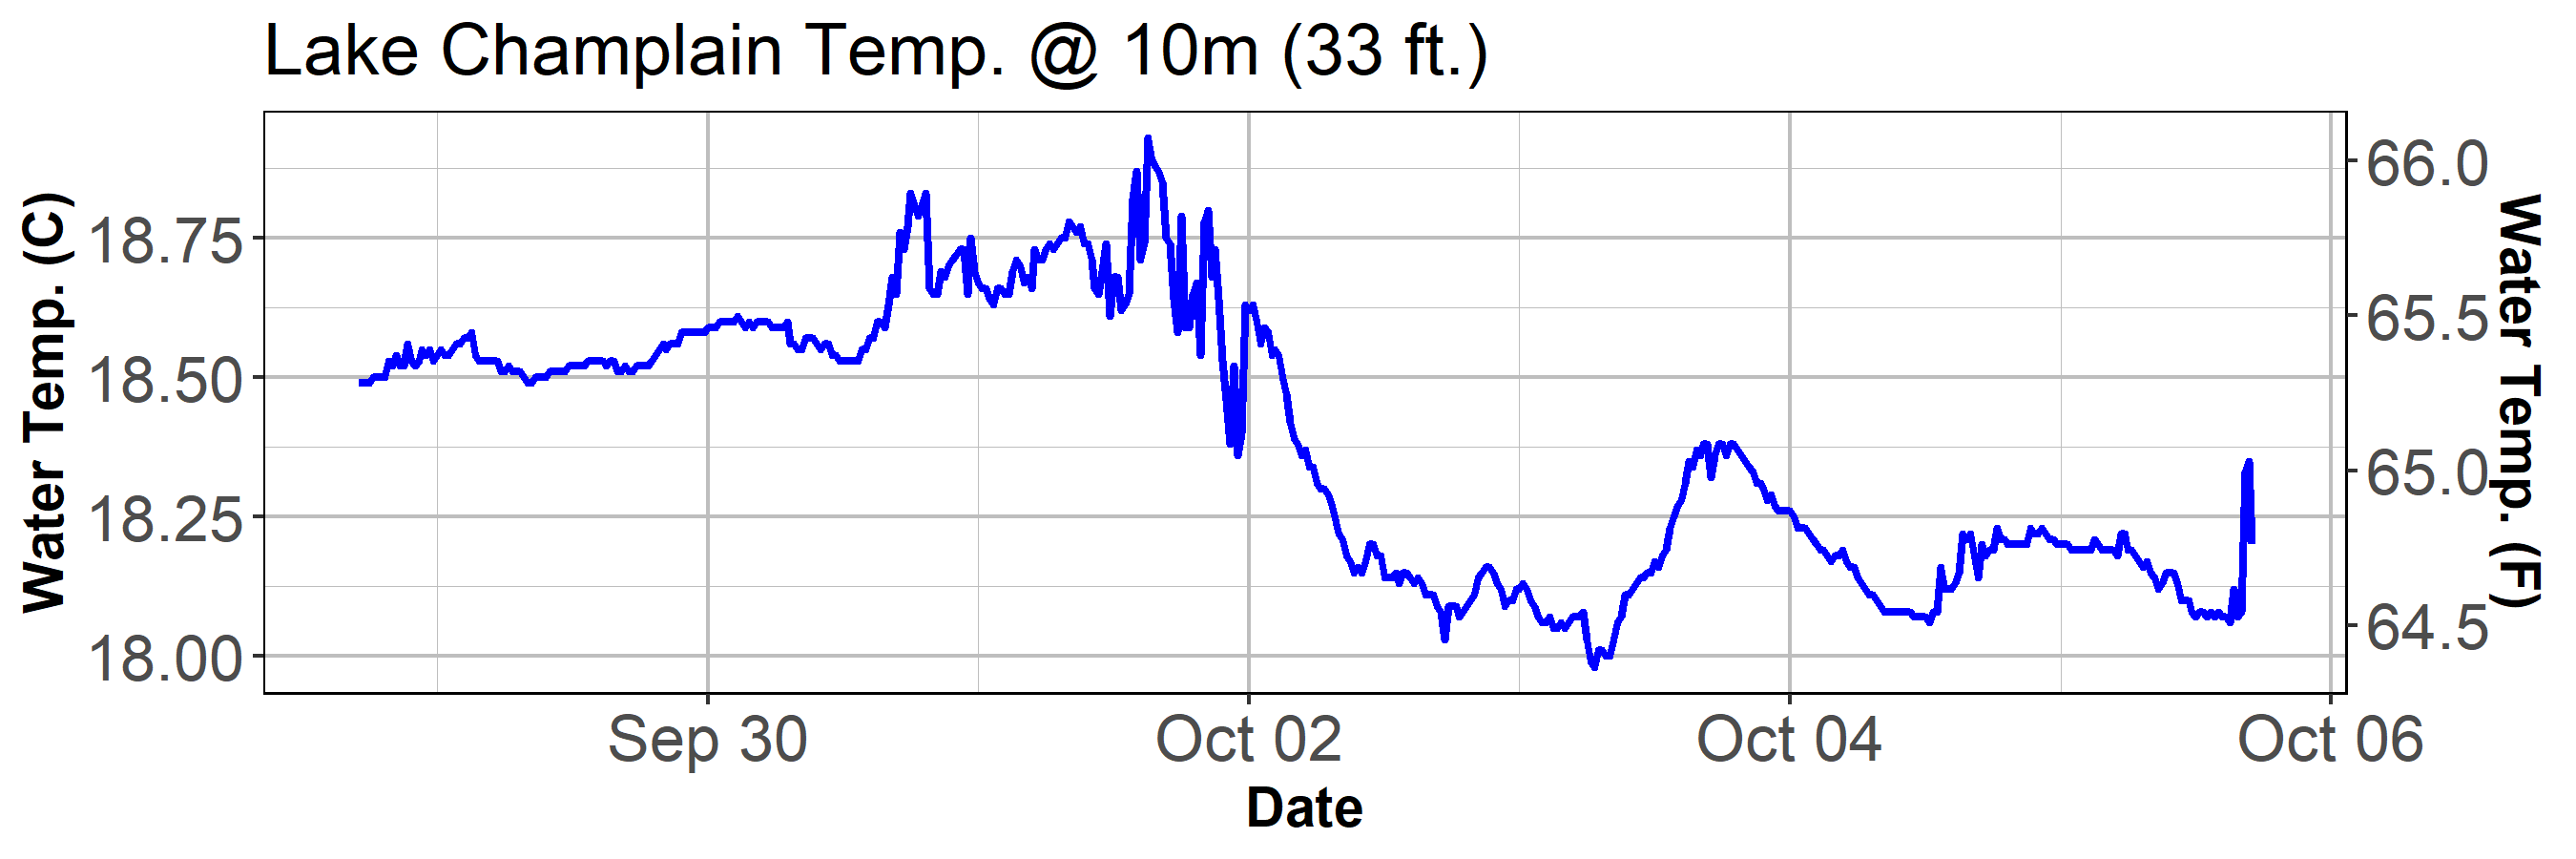 Lake Champlain Temp. @ 10m (33 ft.)
Water Temp. (C)
18.75
18.50
18.25
18.00
66.0
65.5
65.0
64.5
Water Temp. (F)
Sep 30
Oct 02
Oct 04
Oct 06
Date